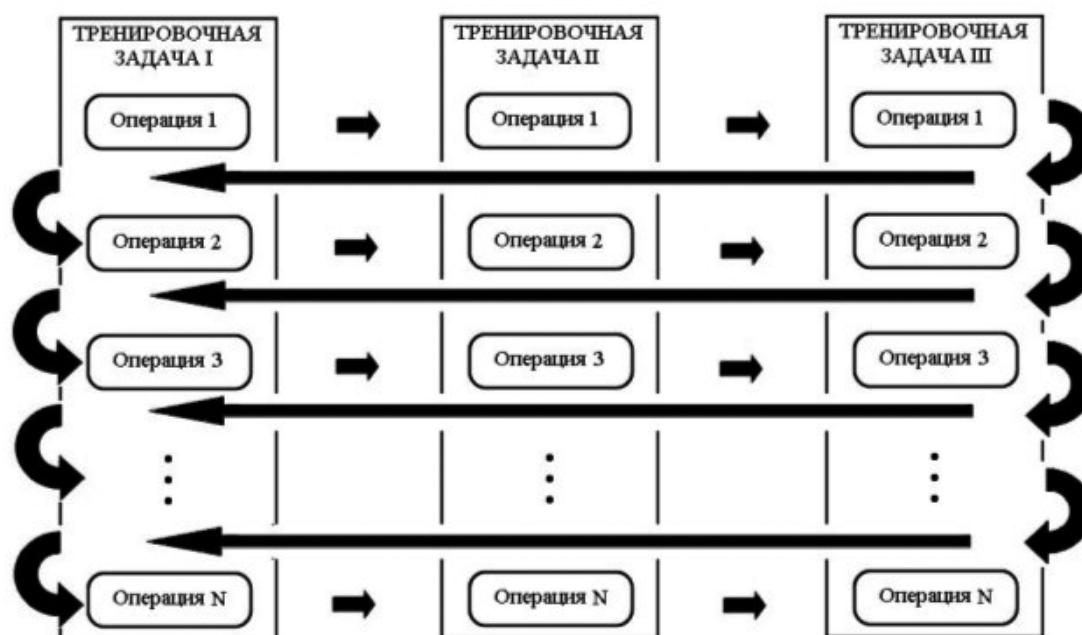 ТРЕНИРОВОЧНАЯ
ЗАДАЧА I
ТРЕНИРОВОЧНАЯ
ЗАДАЧА II
ТРЕНИРОВОЧНАЯ
ЗАДАЧА III
Операция 1
Операция 1
Операция 1
Операция 2
Операция 2
Операция 2
Операция 3
Операция 3
Операция 3
Операция N
Операция N
Операция N